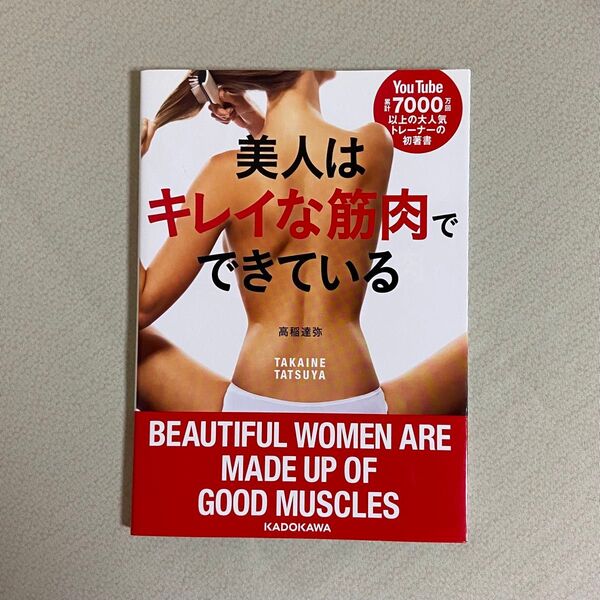 YouTube
累計7000万回
以上の大人気
トレーナーの
初著書
美人は
キレイな筋肉で
できている
高稲達弥
TAKAINE
TATSUYA
BEAUTIFUL WOMEN ARE
MADE UP OF
GOOD MUSCLES
KADOKAWA